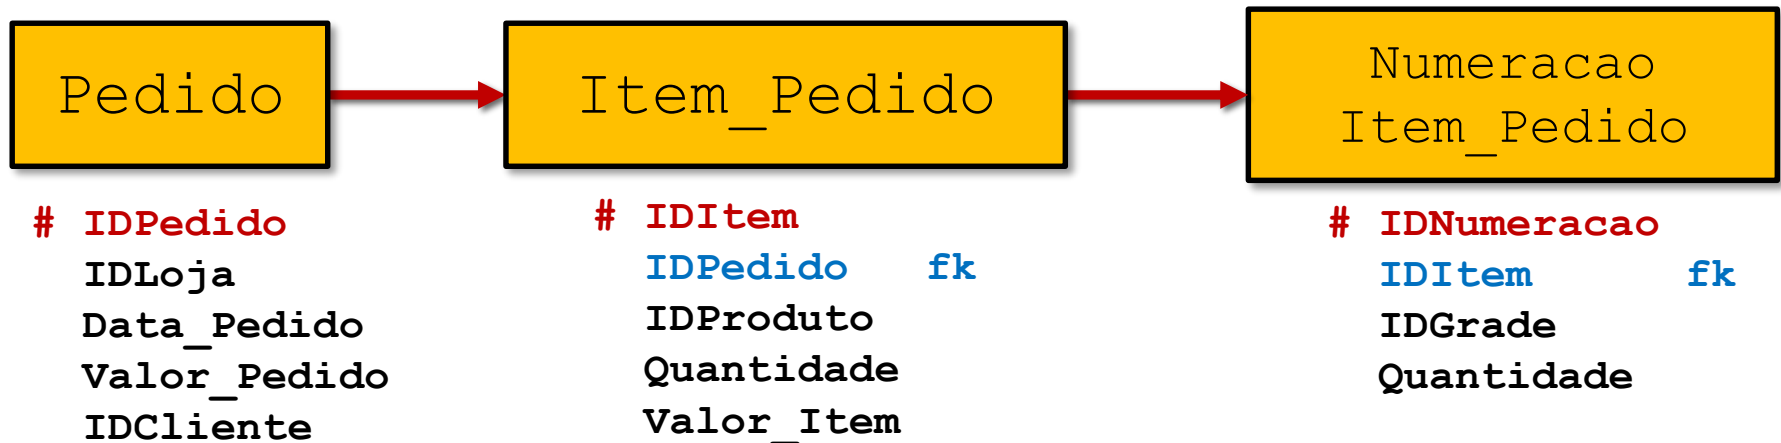 Pedido
# IDPedido
IDLoja
Data_Pedido
Valor_Pedido
IDCliente
Item_Pedido
# IDItem
IDPedido fk
IDProduto
Quantidade
Valor_Item
Numeracao
Item_Pedido
# IDNumeracao
IDItem fk
IDGrade
Quantidade